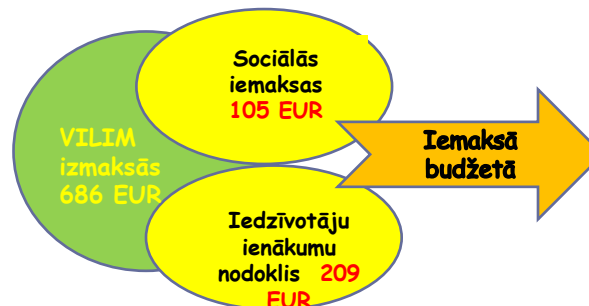 Sociālās
iemaksas
105 EUR
VILIM
izmaksās
686 EUR
Iemaksā
budžetā
Iedzīvotāju
ienākumu
nodoklis 209
EUR